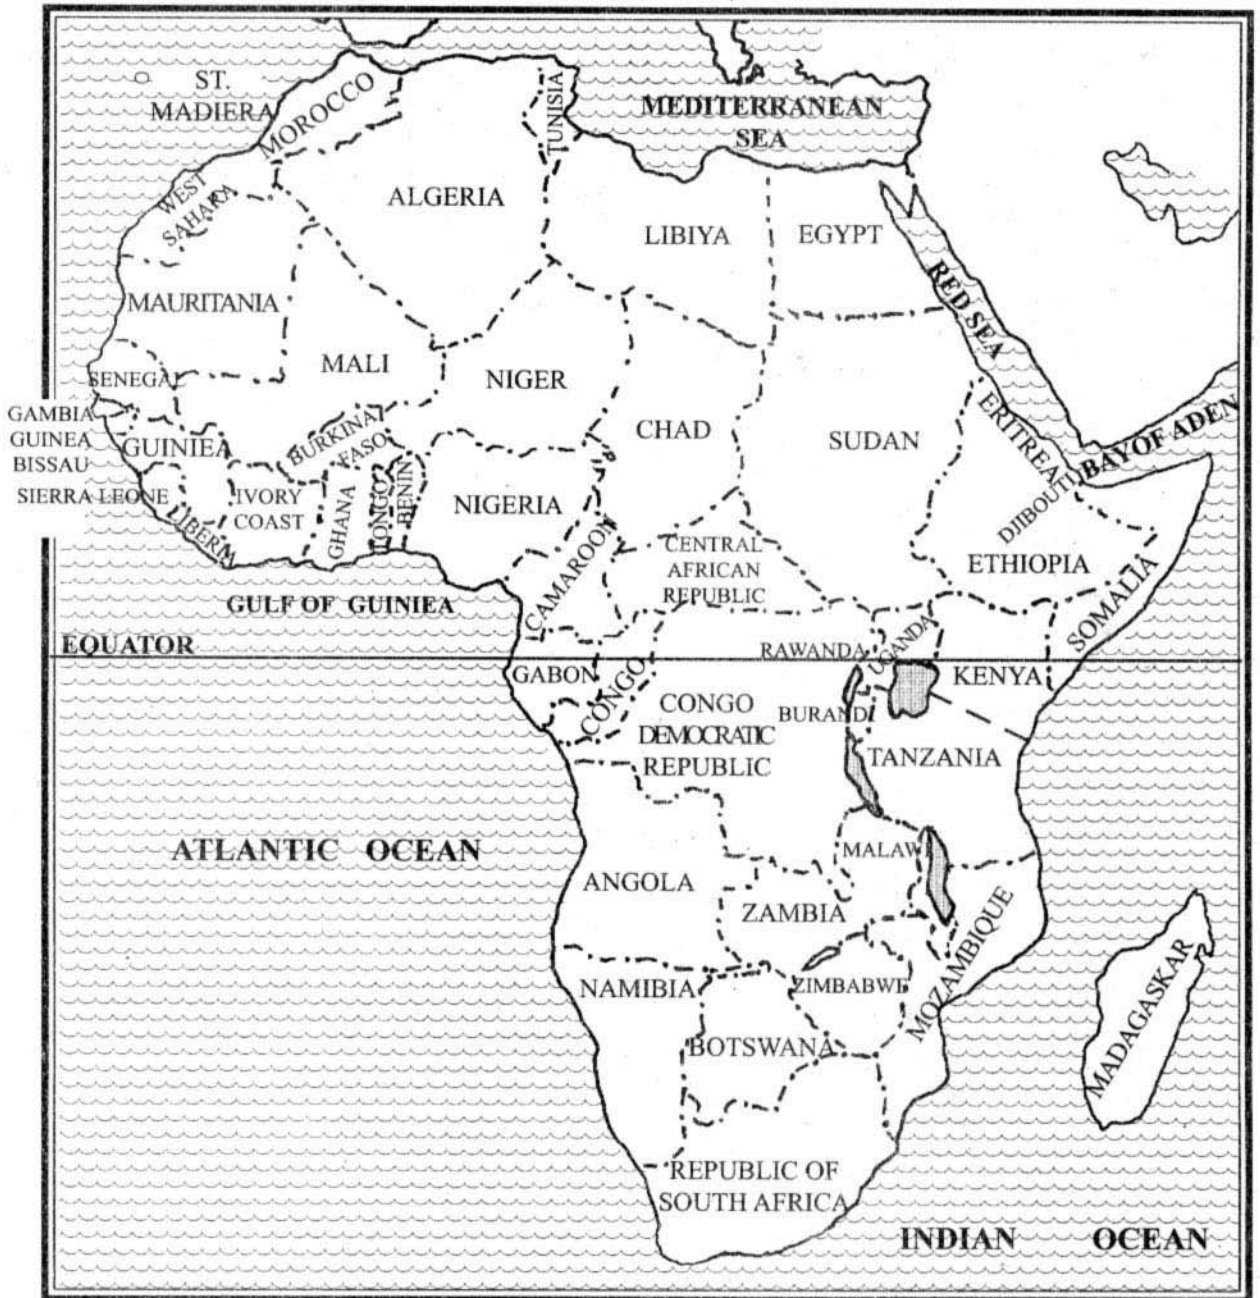 ST.
MADIERA
MOROCCO
TUNISIA
MEDITERRANEAN
SEA
WEST
SAHARA
ALGERIA
LIBIYA
EGYPT
RED SEA
MAURITANIA
MALI
NIGER
CHAD
SUDAN
ERITREA
BAYOF ADEN
SENEGAL
GAMBIA
GUINEA
BISSAU
GUINIEA
BURKINA
FASO
SIERRA LEONE
LIBERIA
IVORY
COAST
GHANA
TONGO
BENIN
NIGERIA
CAMAROON
CENTRAL
AFRICAN
REPUBLIC
DJIBOUTI
ETHIOPIA
SOMALIA
GULF OF GUINIEA
EQUATOR
GABON
CONGO
RAWANDA
UGANDA
KENYA
CONGO
DEMOCRATIC
REPUBLIC
BURANDI
TANZANIA
ATLANTIC OCEAN
ANGOLA
MALAWI
ZAMBIA
MOZAMBIQUE
NAMIBIA
ZIMBABWE
BOTSWANA
MADAGASKAR
REPUBLIC OF
SOUTH AFRICA
INDIAN OCEAN